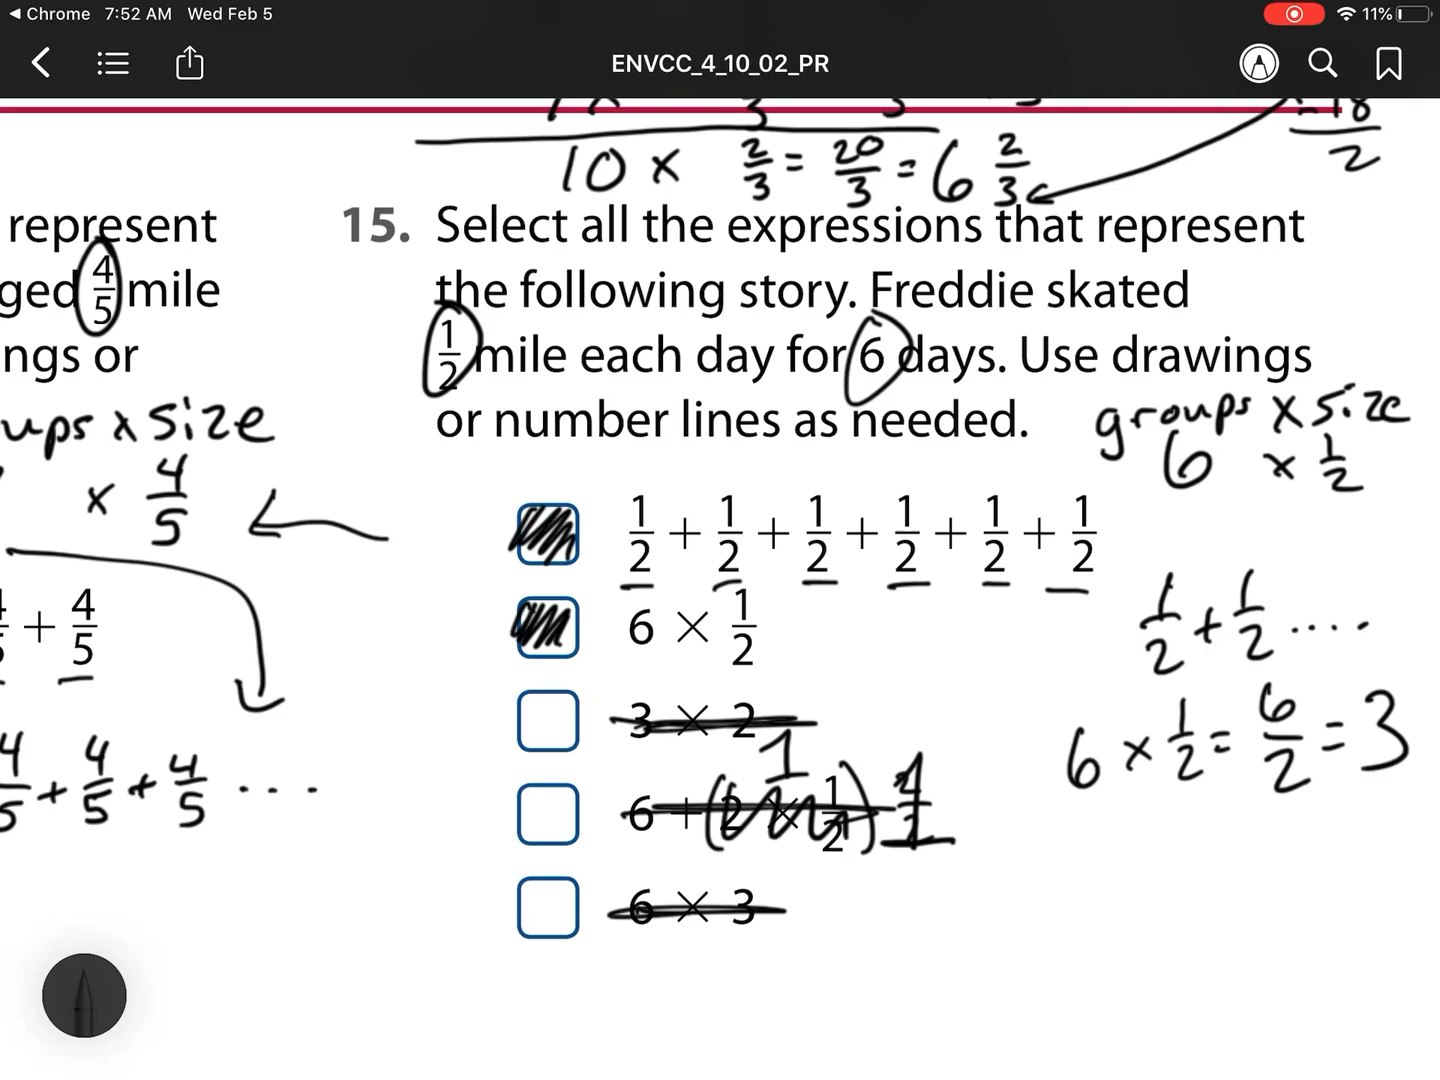 Chrome 7:52 AM Wed Feb 5
11%
ENVCC_4_10_02_PR
10 × 2/3 = 20/3 = 6 2/3
-18
2
represent
ged 4/5 mile
ngs or
ups x size
x 4/5
+ 4/5
4/5 + 4/5 + 4/5 ....
15. Select all the expressions that represent
the following story. Freddie skated
1/2 mile each day for 6 days. Use drawings
or number lines as needed.
groups x size
6 x 1/2
1/2 + 1/2 + 1/2 + 1/2 + 1/2 + 1/2
6 × 1/2
3 × 2
1
6 + (2 × 1/2)
6 × 3
1/2 + 1/2 ....
6 × 1/2 = 6/2 = 3